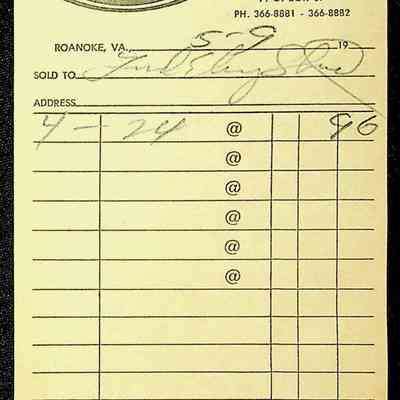 PH. 366-8881 - 366-8882
ROANOKE, VA., 5-9 19
SOLD TO
ADDRESS
4 - 24 @ 96
@
@
@
@
@